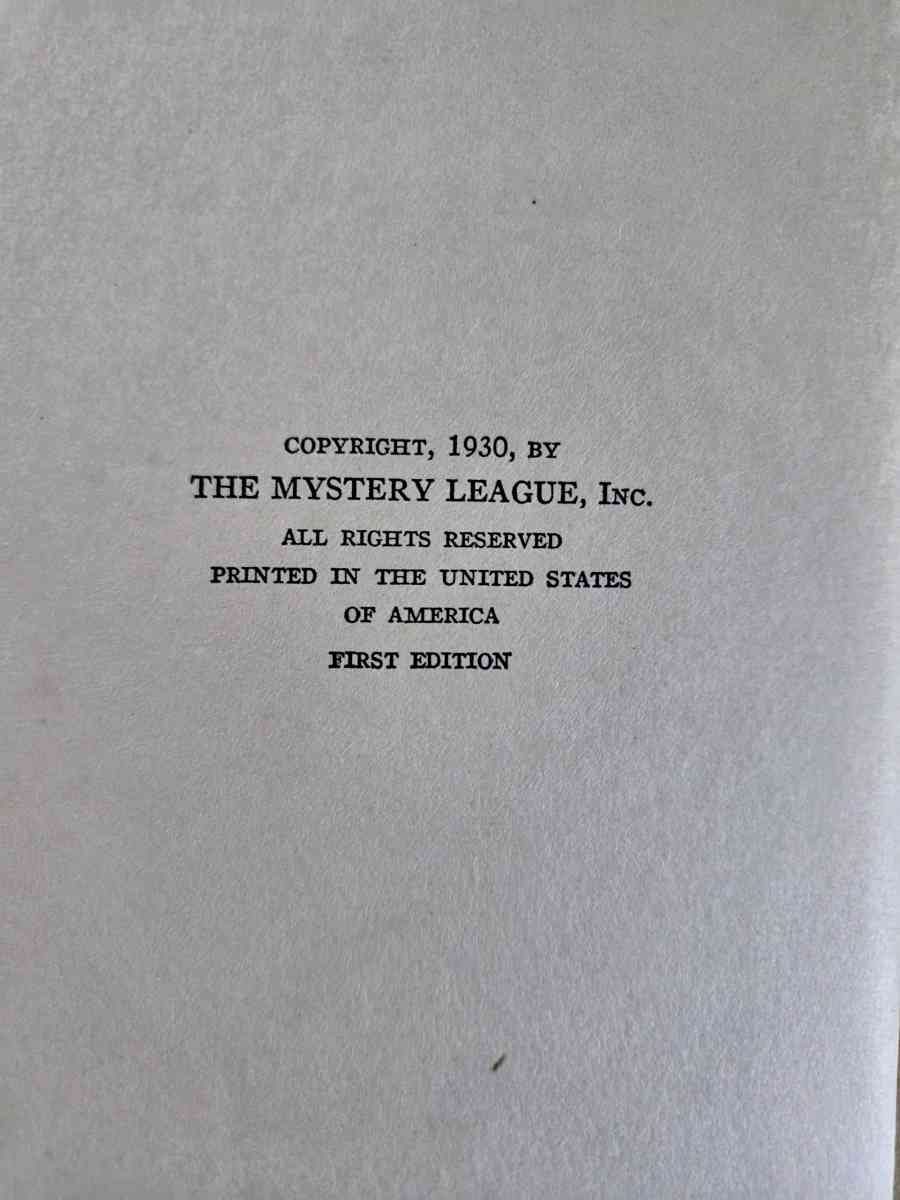 COPYRIGHT, 1930, BY
THE MYSTERY LEAGUE, INC.
ALL RIGHTS RESERVED
PRINTED IN THE UNITED STATES
OF AMERICA
FIRST EDITION